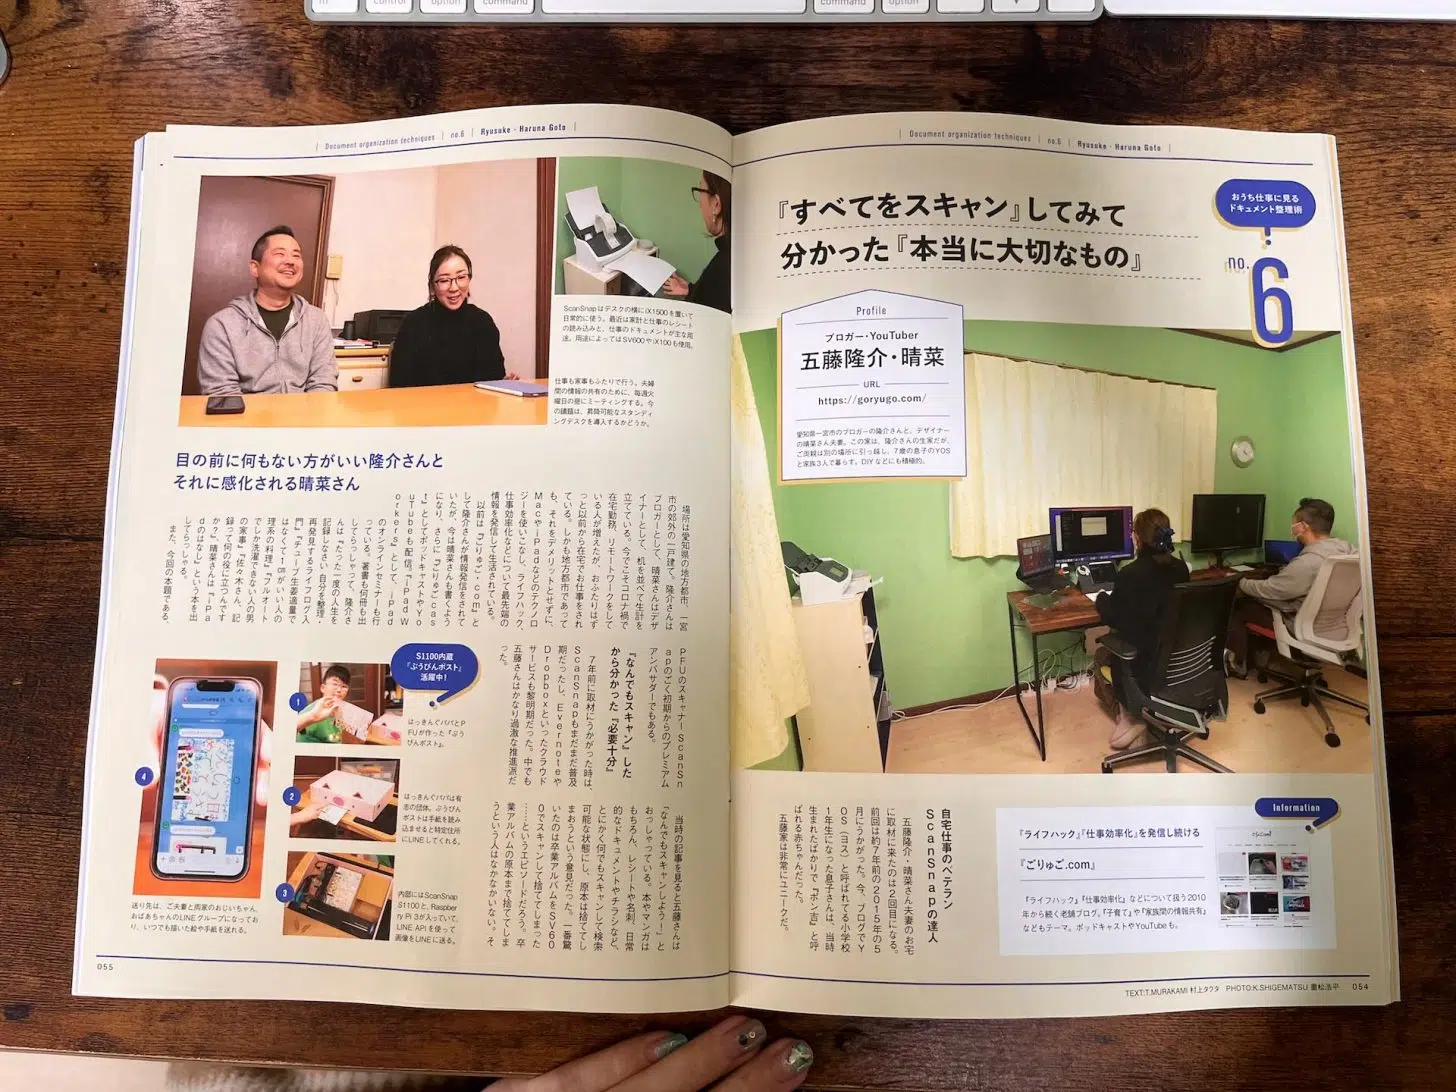 control
option
command
command
option
Document organization techniques | no.6 | Ryusuke・Haruna Goto
おうち仕事に見る
ドキュメント整理術
no.
6
『すべてをスキャン』してみて
分かった『本当に大切なもの』
Profile
ブロガー・YouTuber
五藤隆介・晴菜
URL
https://goryugo.com/
愛知県一宮市のブロガーの隆介さんと、デザイナー
の晴菜さん夫妻。この家は、隆介さんの生家だが、
ご両親は別の場所に引っ越し、7歳の息子のYOS
と家族3人で暮らす。DIYなどにも積極的。
自宅仕事のベテラン
ScanSnapの達人
五藤隆介・晴菜さん夫妻のお宅
に取材に来たのは2回目になる。
前回は約7年前の2015年の5
月にうかがった。今、ブログでY
OS（ヨス）と呼ばれてる小学校
1年生になった息子さんは、当時
生まれたばかりで『ポン吉』と呼
ばれる赤ちゃんだった。
五藤家は非常にユニークだ。
Information
『ライフハック』『仕事効率化』を発信し続ける
『ごりゅご.com』
『ライフハック』『仕事効率化』などについて扱う2010
年から続く老舗ブログ。『子育て』や『家族間の情報共有』
などもテーマ。ポッドキャストやYouTubeも。
TEXT:T.MURAKAMI 村上タクタ PHOTO:K.SHIGEMATSU 重松浩平 054
Document organization techniques | no.6 | Ryusuke・Haruna Goto
ScanSnapはデスクの横にiX1500を置いて
日常的に使う。最近は家計と仕事のレシート
の読み込みと、仕事のドキュメントが主な用
途。用途によってはSV600やiX100も使用。
仕事も家事もふたりで行う。夫婦
間の情報の共有のために、毎週火
曜日の昼にミーティングする。今
の議題は、昇降可能なスタンディ
ングデスクを導入するかどうか。
目の前に何もない方がいい隆介さんと
それに感化される晴菜さん
場所は愛知県の地方都市、一宮
市の郊外の一戸建て。隆介さんは
ブロガーとして、晴菜さんはデザ
イナーとして、机を並べて生計を
立てている。今でこそコロナ禍で
在宅勤務、リモートワークをして
いる人が増えたが、おふたりはず
っと以前から在宅でお仕事をされ
ている。しかも地方都市であって
も、それをデメリットとせずに、
MacやiPadなどのテクノロ
ジーを使いこなし、ライフハック、
仕事効率化などについて最先端の
情報を発信して生活されている。
以前は『ごりゅご・com』と
して隆介さんが情報発信をされて
いたが、今は晴菜さんも書くよう
になり、さらに『ごりゅごcas
t』としてポッドキャストやYo
uTubeも配信。『iPad W
orkers』として、iPad
のオンラインセミナーも行
っている。著書も何冊も出
してらっしゃって、隆介さ
んは『たった一度の人生を
記録しなさい 自分を整理・
再発見するライフログ入
門』『チューブ生姜適量で
はなくて1cmがいい人の
理系の料理』『フルオート
でしか洗濯できない人の男
の家事』『佐々木さん、記
録って何の役に立つんです
か?』、晴菜さんは『iPa
dのはなし』という本を出
してらっしゃる。
また、今回の本題である、
PFUのスキャナーScanSn
apのごく初期からのプレミアム
アンバサダーでもある。
『なんでもスキャン』した
から分かった『必要十分』
7年前に取材にうかがった時は、
ScanSnapもまだまだ普及
期だったし、Evernoteや
Dropboxといったクラウド
サービスも黎明期だった。中でも
五藤さんはかなり過激な推進派だ
った。
「なんでもスキャンしよう！」と
おっしゃっている。本やマンガは
もちろん、レシートや名刺、日常
的なドキュメントやチラシなど、
とにかく何でもスキャンして検索
可能な状態にし、原本は捨ててし
まおうという意見だった。一番驚
いたのは卒業アルバムをSV60
0でスキャンして捨ててしまった
……というエピソードだろう。卒
業アルバムの原本まで捨ててしま
うという人はなかなかいない。そ
S1100内蔵
『ぷうぴんポスト』
活躍中！
1
はっきんぐパパとP
FUが作った『ぷう
ぴんポスト』。
2
はっきんぐパパは有
志の団体。ぷうぴん
ポストは手紙を読み
込ませると特定住所
にLINEしてくれる。
3
内部にはScanSnap
S1100と、Raspber
ry Pi 3が入っていて、
LINE APIを使って
画像をLINEに送る。
4
送り先は、ご夫妻と両家のおじいちゃん、
おばあちゃんのLINEグループになってお
り、いつでも描いた絵や手紙を送れる。
055